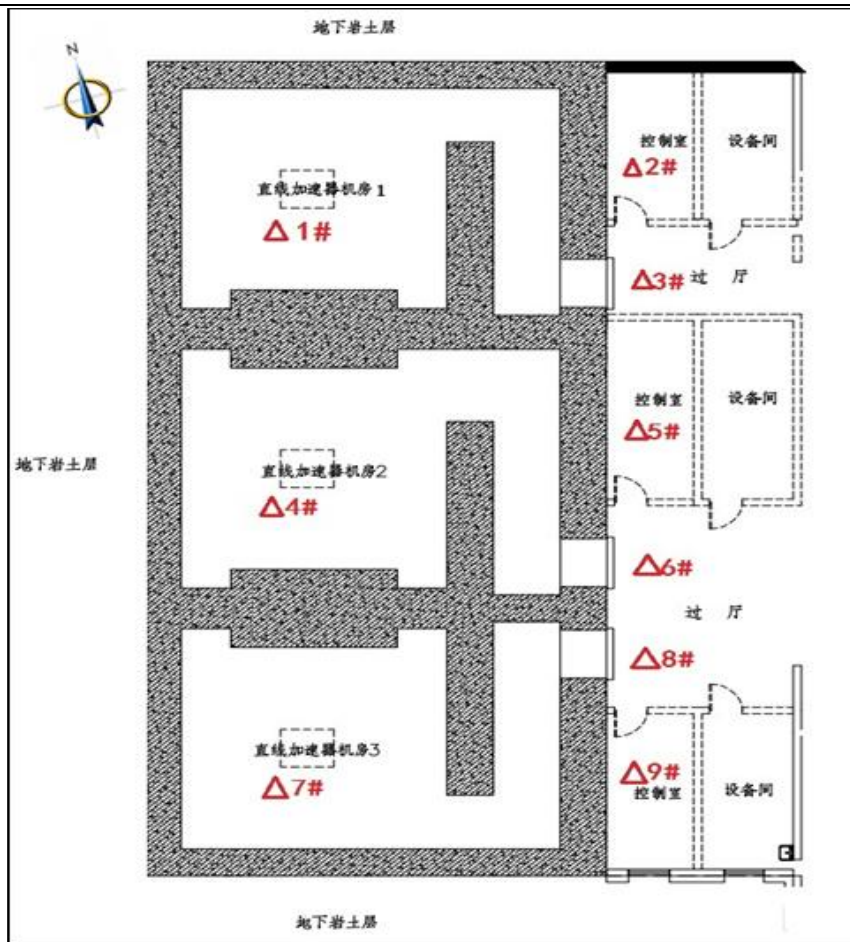 地下岩土层
N
控制室
设备间
△2#
直线加速器机房1
△1#
△3#
过 厅
控制室
设备间
△5#
地下岩土层
直线加速器机房2
△4#
△6#
过 厅
△8#
直线加速器机房3
△7#
△9#
控制室
设备间
地下岩土层